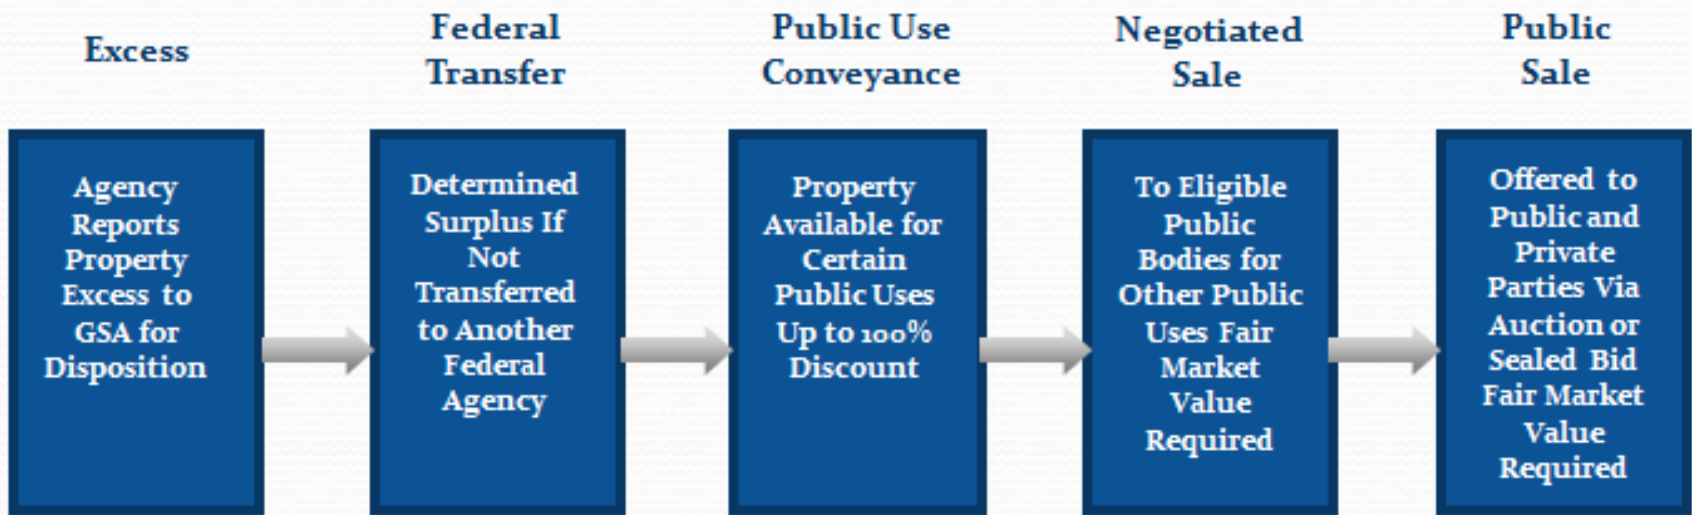 Excess
Federal
Transfer
Public Use
Conveyance
Negotiated
Sale
Public
Sale
Agency
Reports
Property
Excess to
GSA for
Disposition
Determined
Surplus If
Not
Transferred
to Another
Federal
Agency
Property
Available for
Certain
Public Uses
Up to 100%
Discount
To Eligible
Public
Bodies for
Other Public
Uses Fair
Market
Value
Required
Offered to
Public and
Private
Parties Via
Auction or
Sealed Bid
Fair Market
Value
Required